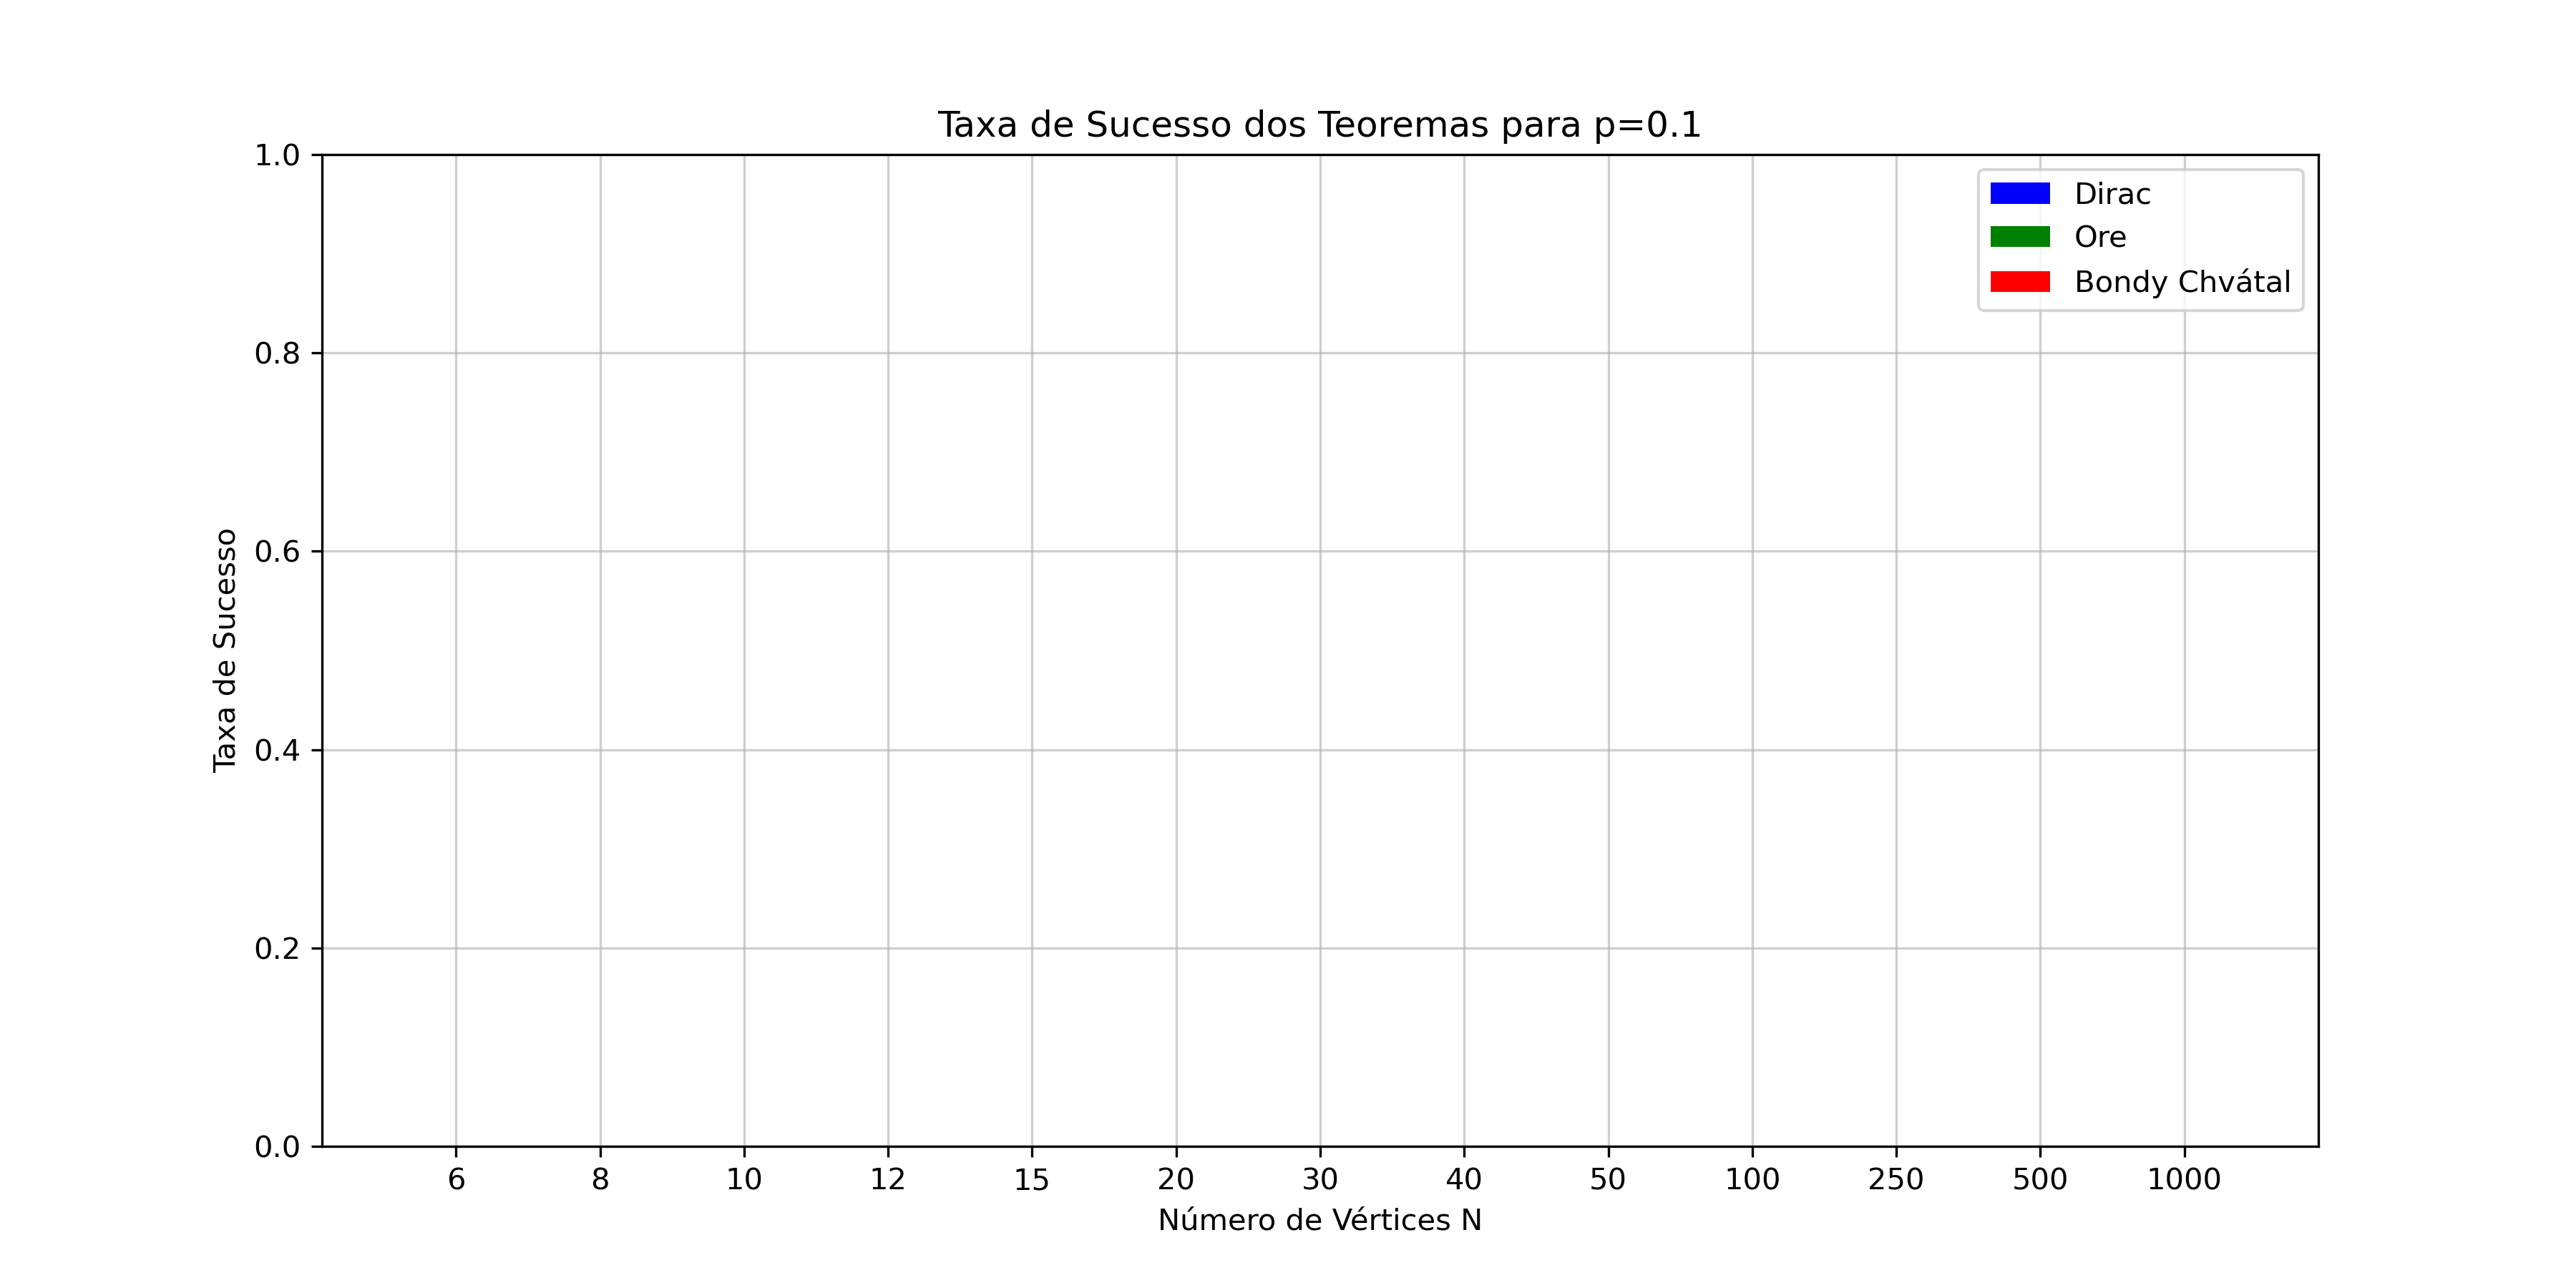 Taxa de Sucesso dos Teoremas para p=0.1
1.0
0.8
0.6
0.4
0.2
0.0
Taxa de Sucesso
Dirac
Ore
Bondy Chvátal
6 8 10 12 15 20 30 40 50 100 250 500 1000
Número de Vértices N